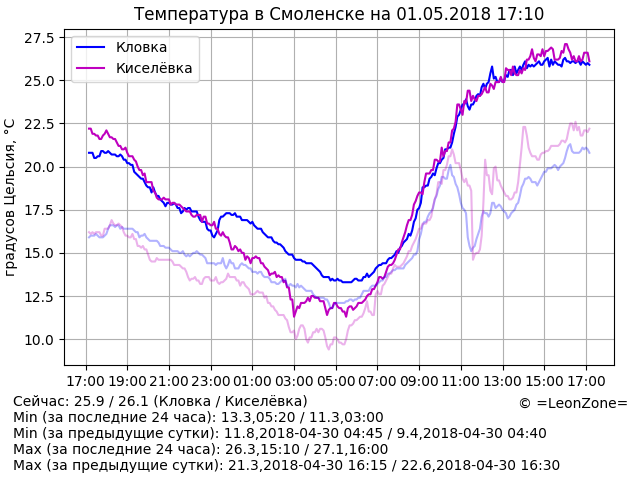 Температура в Смоленске на 01.05.2018 17:10
Кловка
Киселёвка
градусов Цельсия, °C
27.5
25.0
22.5
20.0
17.5
15.0
12.5
10.0
17:00 19:00 21:00 23:00 01:00 03:00 05:00 07:00 09:00 11:00 13:00 15:00 17:00
Сейчас: 25.9 / 26.1 (Кловка / Киселёвка)
© =LeonZone=
Min (за последние 24 часа): 13.3,05:20 / 11.3,03:00
Min (за предыдущие сутки): 11.8,2018-04-30 04:45 / 9.4,2018-04-30 04:40
Max (за последние 24 часа): 26.3,15:10 / 27.1,16:00
Max (за предыдущие сутки): 21.3,2018-04-30 16:15 / 22.6,2018-04-30 16:30